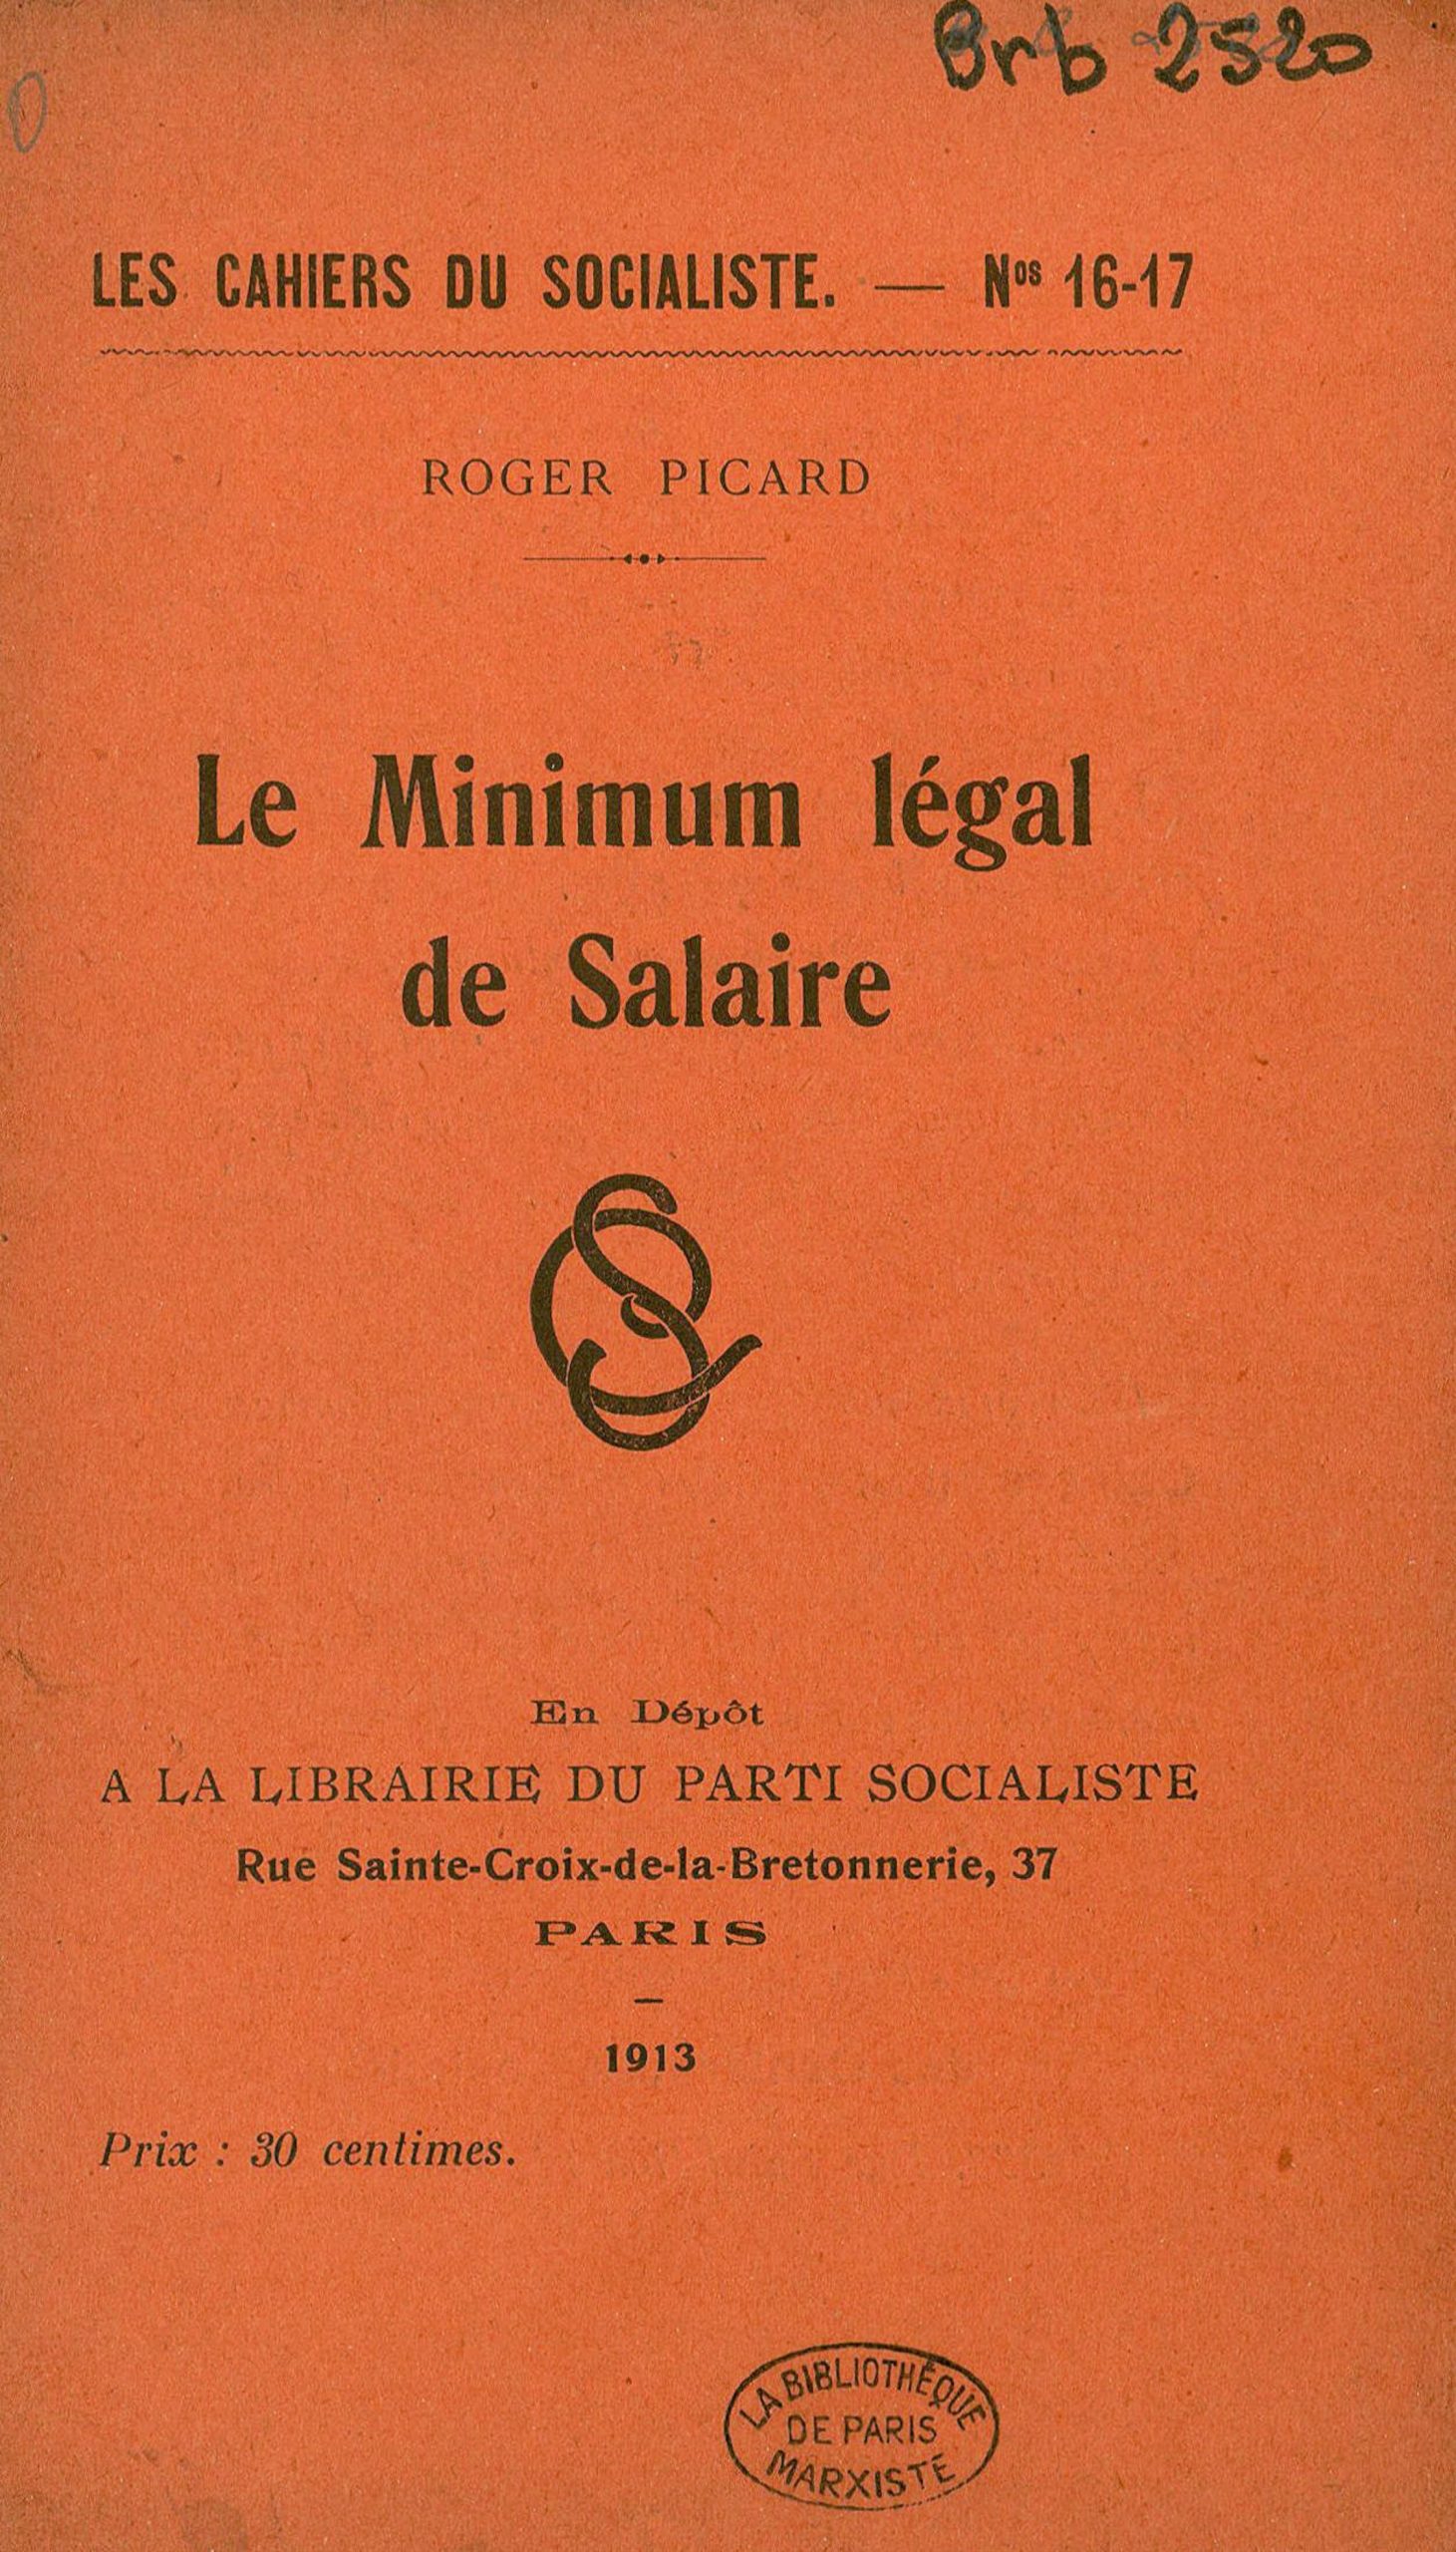 Brb 2520
LES CAHIERS DU SOCIALISTE. — Nos 16-17
ROGER PICARD
Le Minimum légal
de Salaire
En Dépôt
A LA LIBRAIRIE DU PARTI SOCIALISTE
Rue Sainte-Croix-de-la-Bretonnerie, 37
PARIS
—
1913
Prix : 30 centimes.
LA BIBLIOTHÉQUE
DE PARIS
MARXISTE